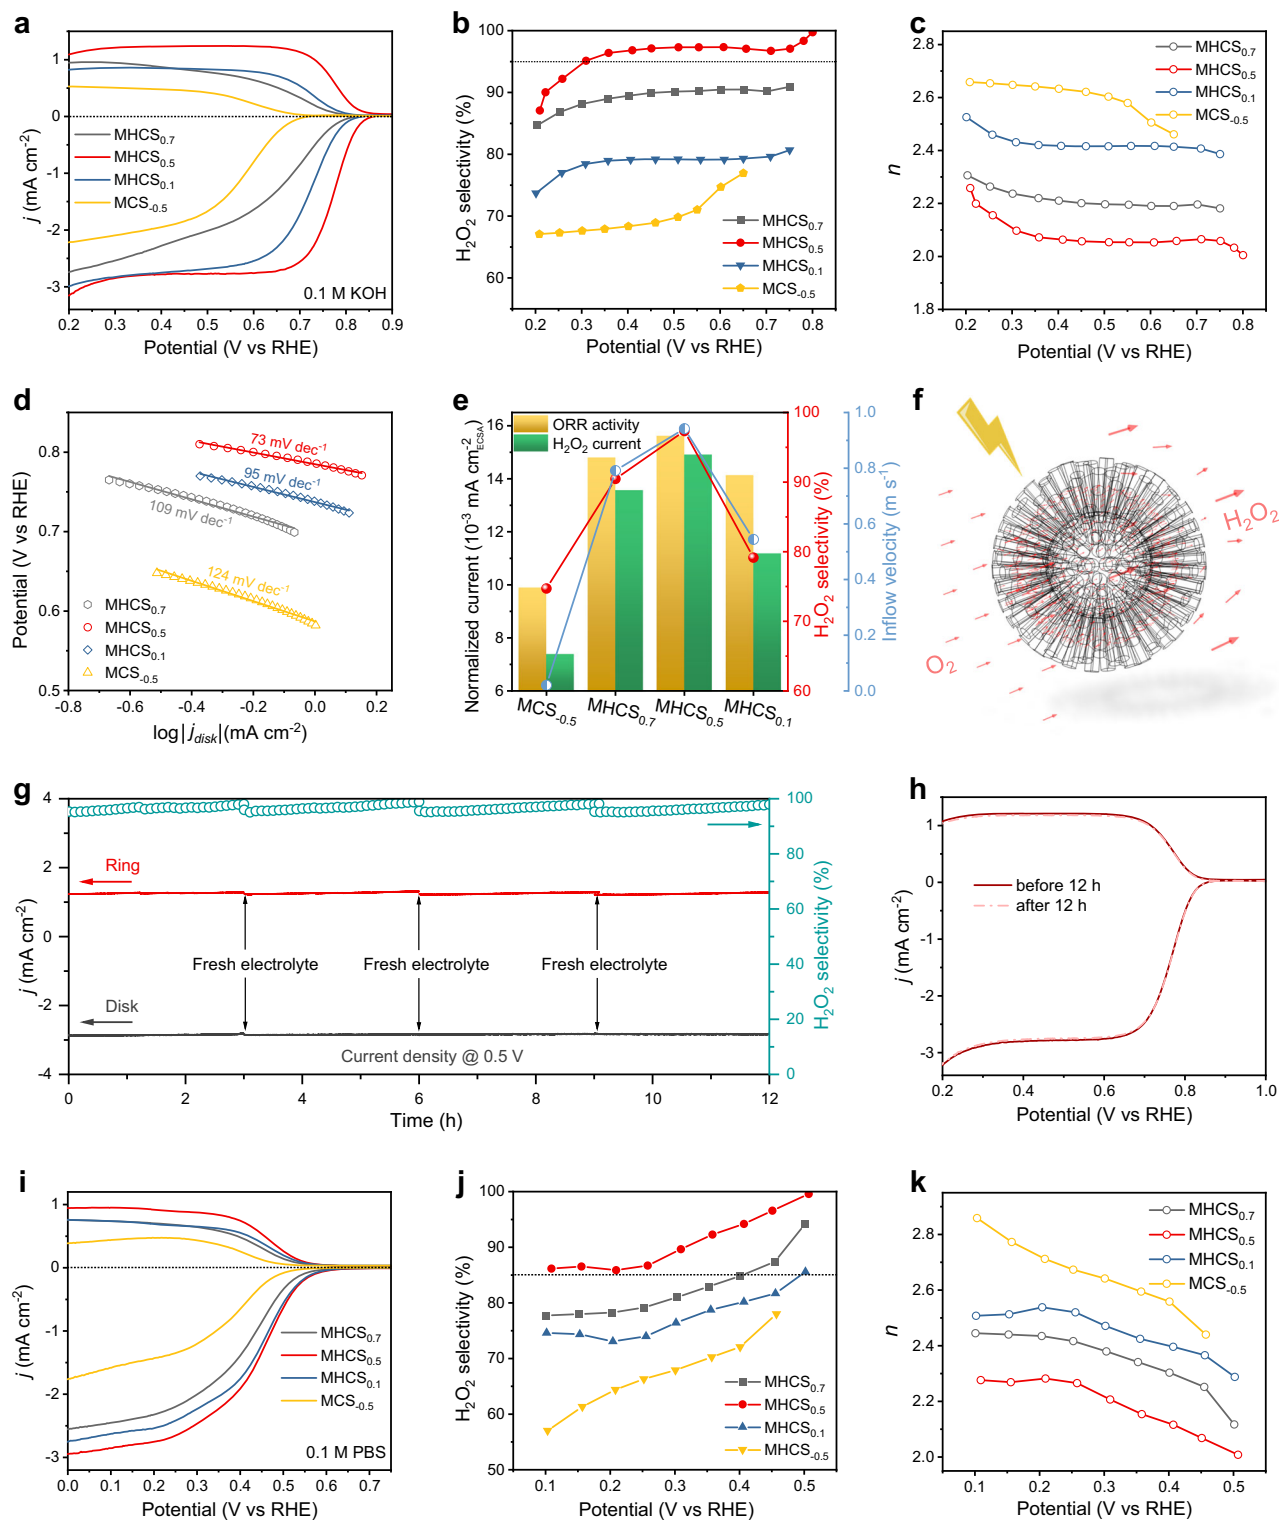 a
j (mA cm-2)
1
0
-1
-2
-3
MHCS0.7
MHCS0.5
MHCS0.1
MCS-0.5
0.1 M KOH
0.2 0.3 0.4 0.5 0.6 0.7 0.8 0.9
Potential (V vs RHE)
b
H2O2 selectivity (%)
100
90
80
70
60
50
MHCS0.7
MHCS0.5
MHCS0.1
MCS-0.5
0.2 0.3 0.4 0.5 0.6 0.7 0.8
Potential (V vs RHE)
c
n
2.8
2.6
2.4
2.2
2.0
1.8
MHCS0.7
MHCS0.5
MHCS0.1
MCS-0.5
0.2 0.3 0.4 0.5 0.6 0.7 0.8
Potential (V vs RHE)
d
Potential (V vs RHE)
0.8
0.7
0.6
0.5
73 mV dec-1
95 mV dec-1
109 mV dec-1
124 mV dec-1
MHCS0.7
MHCS0.5
MHCS0.1
MCS-0.5
-0.8 -0.6 -0.4 -0.2 0.0 0.2
log|jdisk|(mA cm-2)
e
Normalized current (10-3 mA cm-2ECSA)
16
14
12
10
8
6
ORR activity
H2O2 current
MCS-0.5 MHCS0.7 MHCS0.5 MHCS0.1
100
90
80
70
60
H2O2 selectivity (%)
1.0
0.8
0.6
0.4
0.2
0.0
Inflow velocity (m s-1)
f
H2O2
O2
g
j (mA cm-2)
4
2
0
-2
-4
Ring
Fresh electrolyte Fresh electrolyte Fresh electrolyte
Disk
Current density @ 0.5 V
0 2 4 6 8 10 12
Time (h)
100
80
60
40
20
0
H2O2 selectivity (%)
h
j (mA cm-2)
1
0
-1
-2
-3
before 12 h
after 12 h
0.2 0.4 0.6 0.8 1.0
Potential (V vs RHE)
i
j (mA cm-2)
1
0
-1
-2
-3
MHCS0.7
MHCS0.5
MHCS0.1
MCS-0.5
0.1 M PBS
0.0 0.1 0.2 0.3 0.4 0.5 0.6 0.7
Potential (V vs RHE)
j
H2O2 selectivity (%)
100
90
80
70
60
50
MHCS0.7
MHCS0.5
MHCS0.1
MHCS-0.5
0.1 0.2 0.3 0.4 0.5
Potential (V vs RHE)
k
n
2.8
2.6
2.4
2.2
2.0
MHCS0.7
MHCS0.5
MHCS0.1
MCS-0.5
0.1 0.2 0.3 0.4 0.5
Potential (V vs RHE)